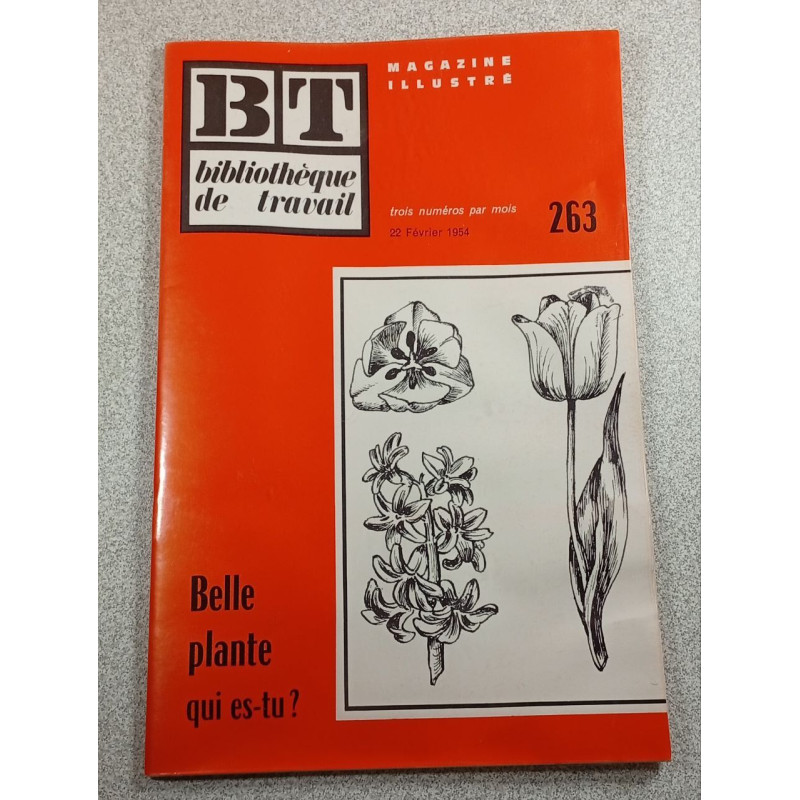 BT
bibliothèque
de travail
MAGAZINE
ILLUSTRÉ
trois numéros par mois
263
22 Février 1954
Belle
plante
qui es-tu?